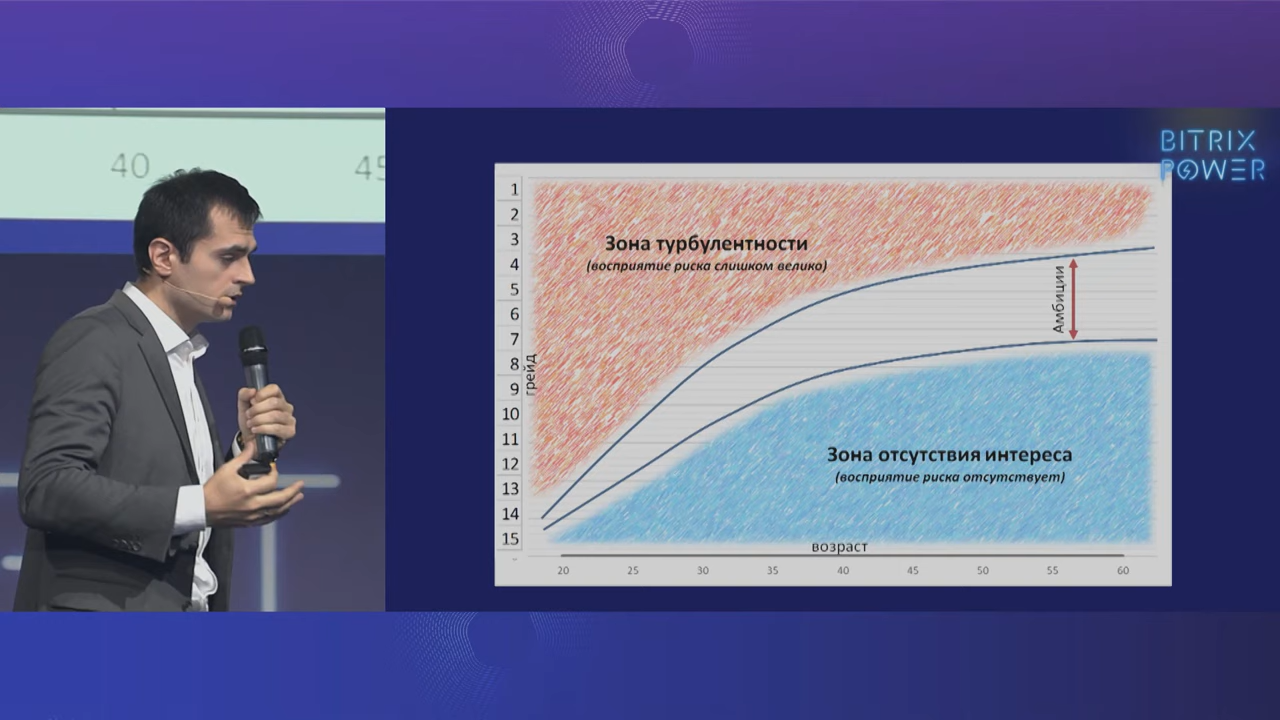 40
45
BITRIX
POWER
1
2
3
4
5
6
7
8
9
10
11
12
13
14
15
грейд
Зона турбулентности
(восприятие риска слишком велико)
Амбиции
Зона отсутствия интереса
(восприятие риска отсутствует)
возраст
20
25
30
35
40
45
50
55
60